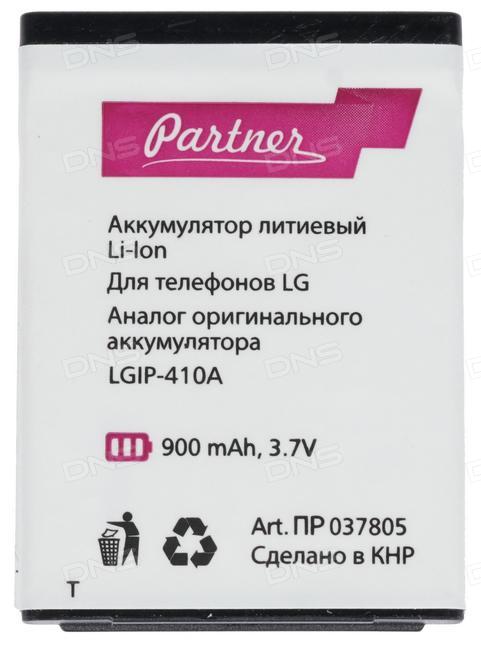 Partner
Аккумулятор литиевый
Li-Ion
Для телефонов LG
Аналог оригинального
аккумулятора
LGIP-410A
900 mAh, 3.7V
Art. ПР 037805
Сделано в КНР
T
DNS